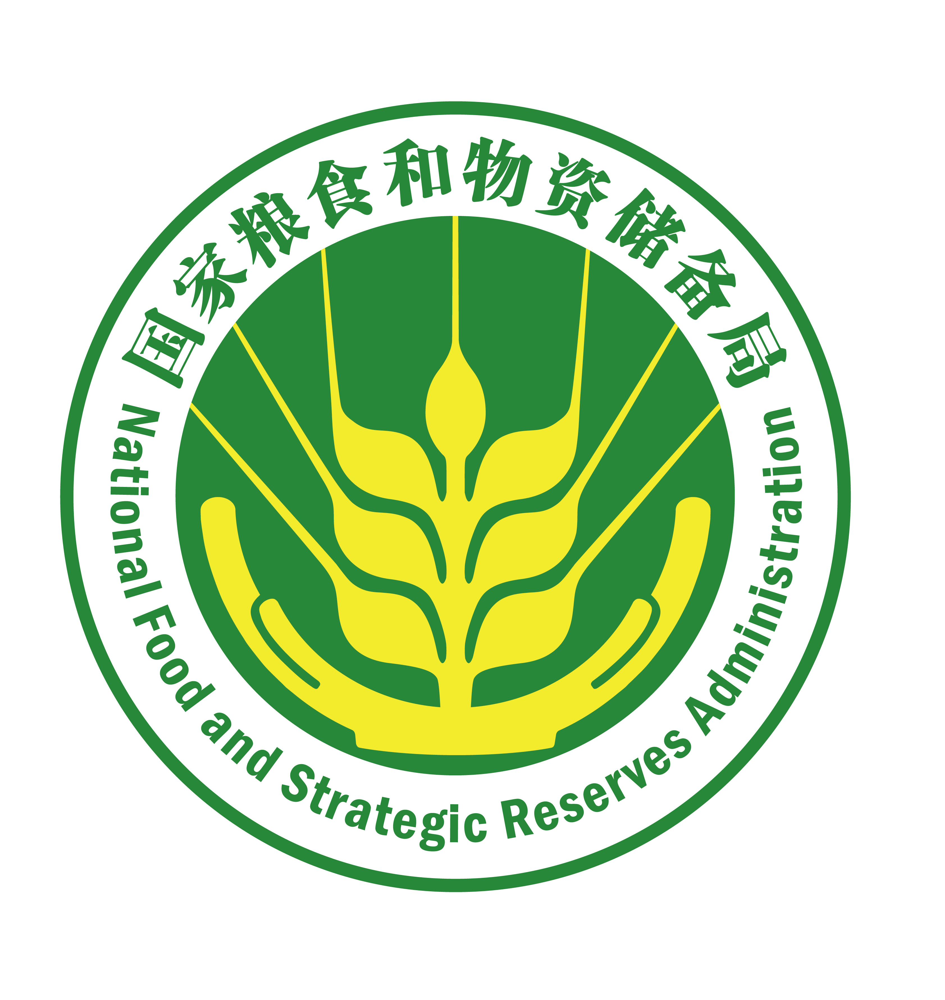 国家粮食和物资储备局
National Food and Strategic Reserves Administration